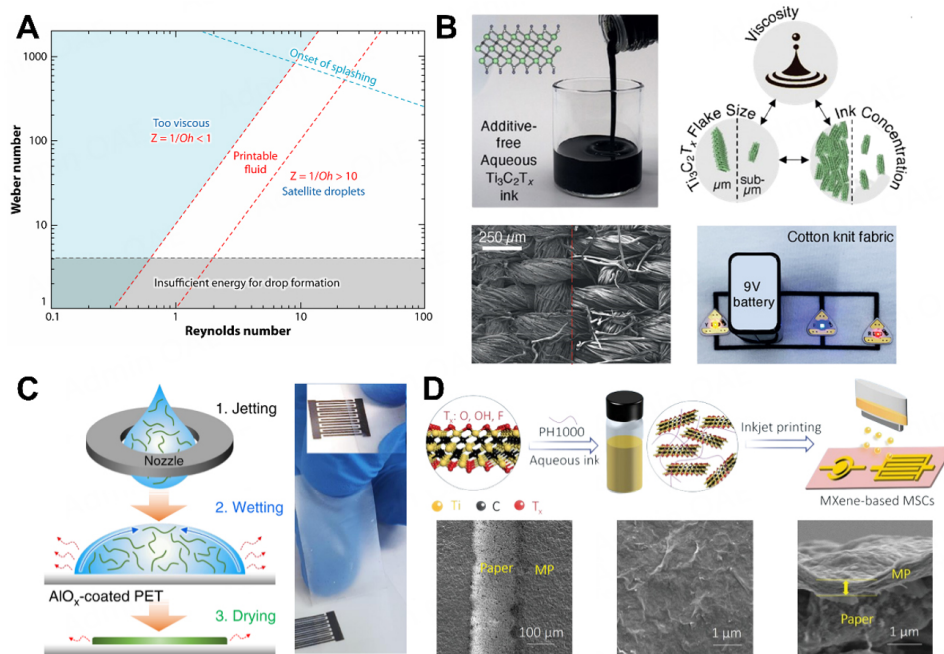 A
1000
100
10
1
0.1
1
10
100
Weber number
Reynolds number
Onset of splashing
Too viscous
Z = 1/Oh < 1
Printable
fluid
Z = 1/Oh > 10
Satellite droplets
Insufficient energy for drop formation
B
Additive-
free
Aqueous
Ti₃C₂Tₓ
ink
Viscosity
Ti₃C₂Tₓ Flake Size
µm
sub-
µm
Ink Concentration
250 µm
Cotton knit fabric
9V
battery
C
1. Jetting
Nozzle
2. Wetting
AlOₓ-coated PET
3. Drying
D
Tₓ: O, OH, F
PH1000
Aqueous ink
Inkjet printing
MXene-based MSCs
Ti
C
Tₓ
Paper
MP
100 µm
1 µm
MP
Paper
1 µm